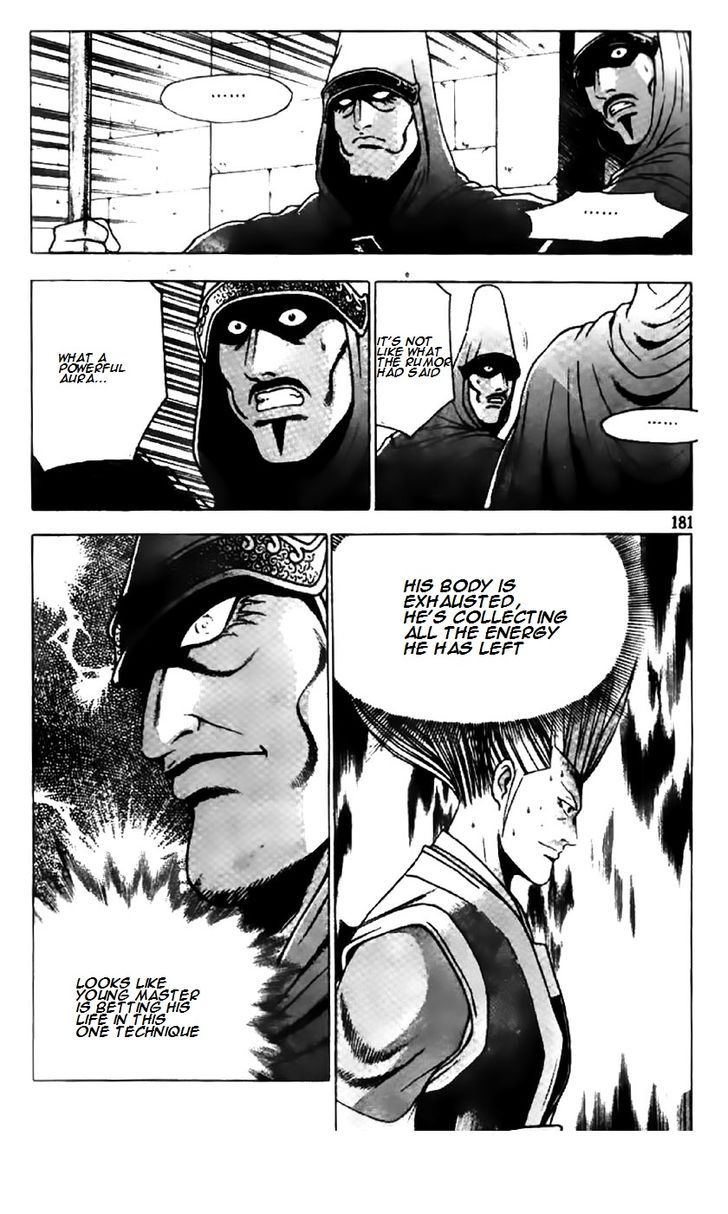 ......
......
WHAT A
POWERFUL
AURA...
IT'S NOT
LIKE WHAT
THE RUMOR
HAD SAID
......
181
HIS BODY IS
EXHAUSTED,
HE'S COLLECTING
ALL THE ENERGY
HE HAS LEFT
LOOKS LIKE
YOUNG MASTER
IS BETTING HIS
LIFE IN THIS
ONE TECHNIQUE